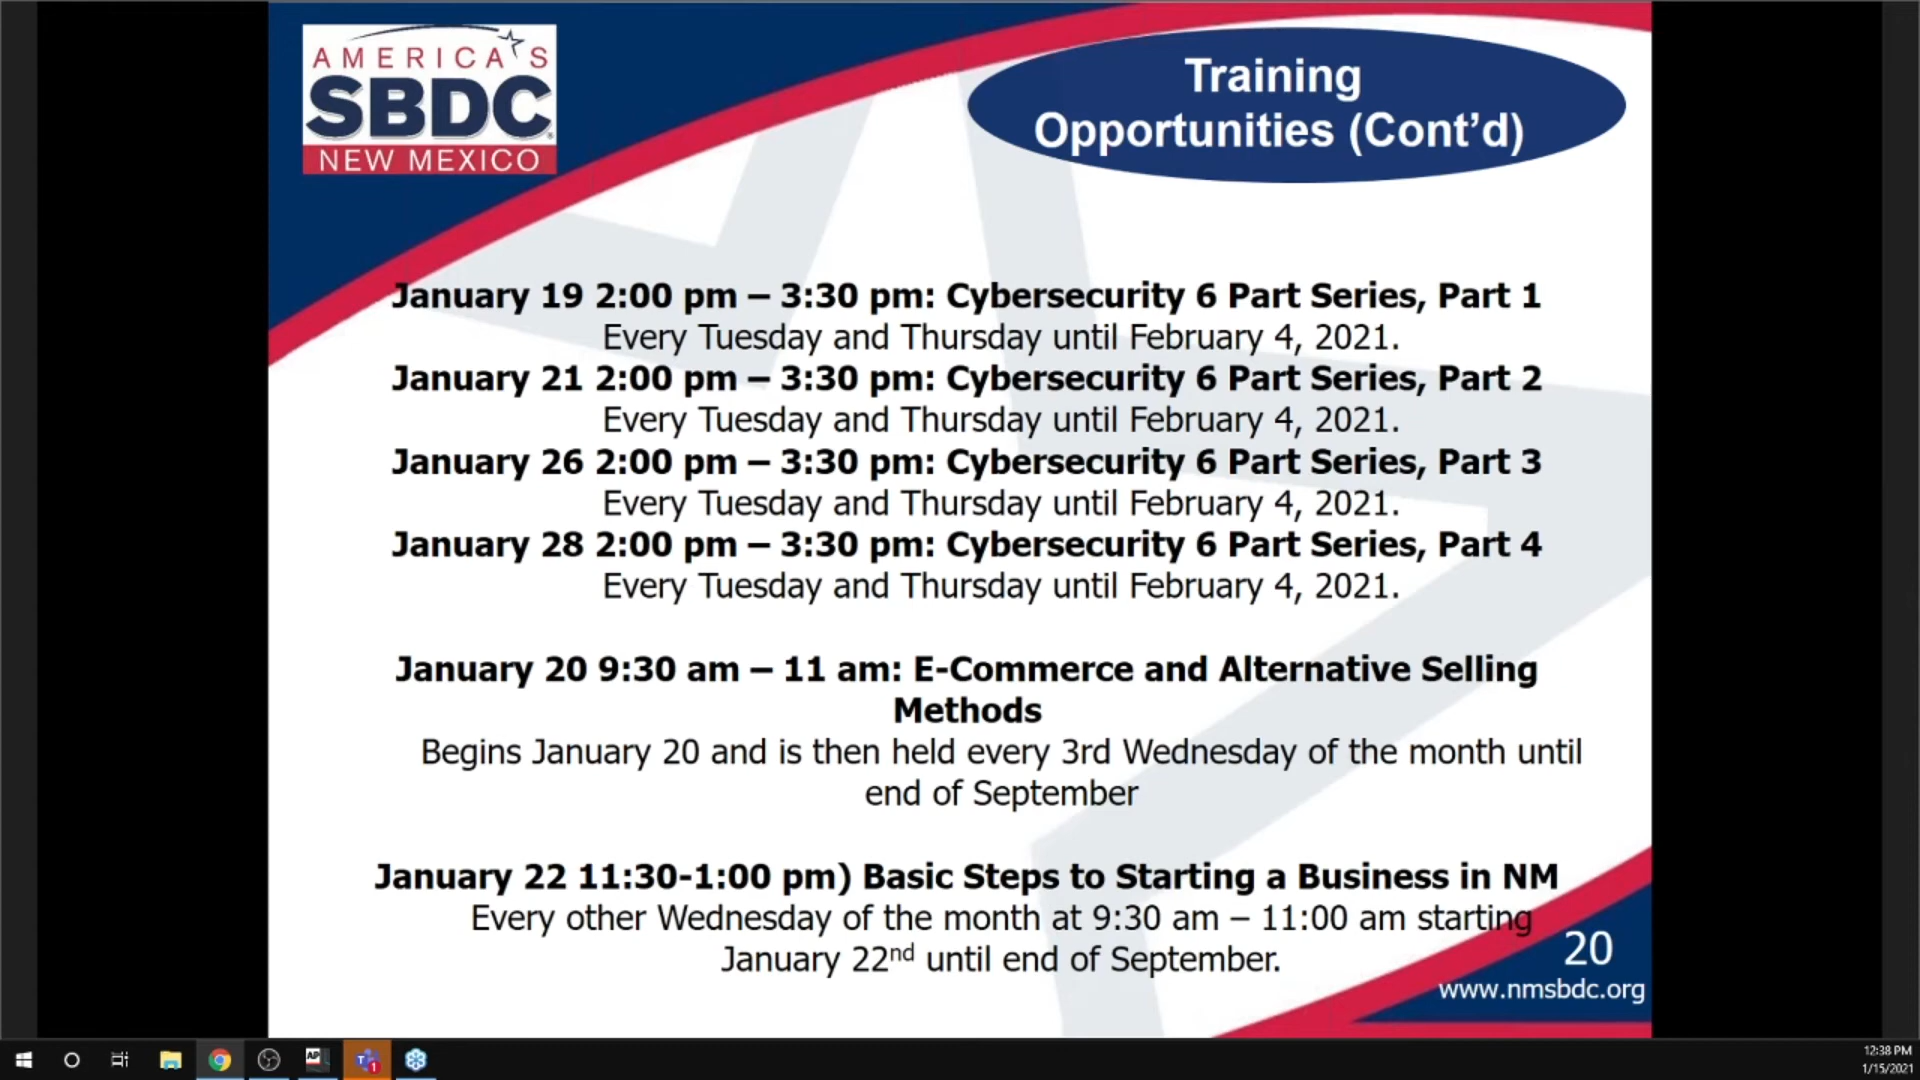 AMERICA'S
SBDC
NEW MEXICO
Training
Opportunities (Cont’d)
January 19 2:00 pm – 3:30 pm: Cybersecurity 6 Part Series, Part 1
Every Tuesday and Thursday until February 4, 2021.
January 21 2:00 pm – 3:30 pm: Cybersecurity 6 Part Series, Part 2
Every Tuesday and Thursday until February 4, 2021.
January 26 2:00 pm – 3:30 pm: Cybersecurity 6 Part Series, Part 3
Every Tuesday and Thursday until February 4, 2021.
January 28 2:00 pm – 3:30 pm: Cybersecurity 6 Part Series, Part 4
Every Tuesday and Thursday until February 4, 2021.
January 20 9:30 am – 11 am: E-Commerce and Alternative Selling
Methods
Begins January 20 and is then held every 3rd Wednesday of the month until
end of September
January 22 11:30-1:00 pm) Basic Steps to Starting a Business in NM
Every other Wednesday of the month at 9:30 am – 11:00 am starting
January 22nd until end of September.
20
www.nmsbdc.org
AP
T
1
12:38 PM
1/15/2021